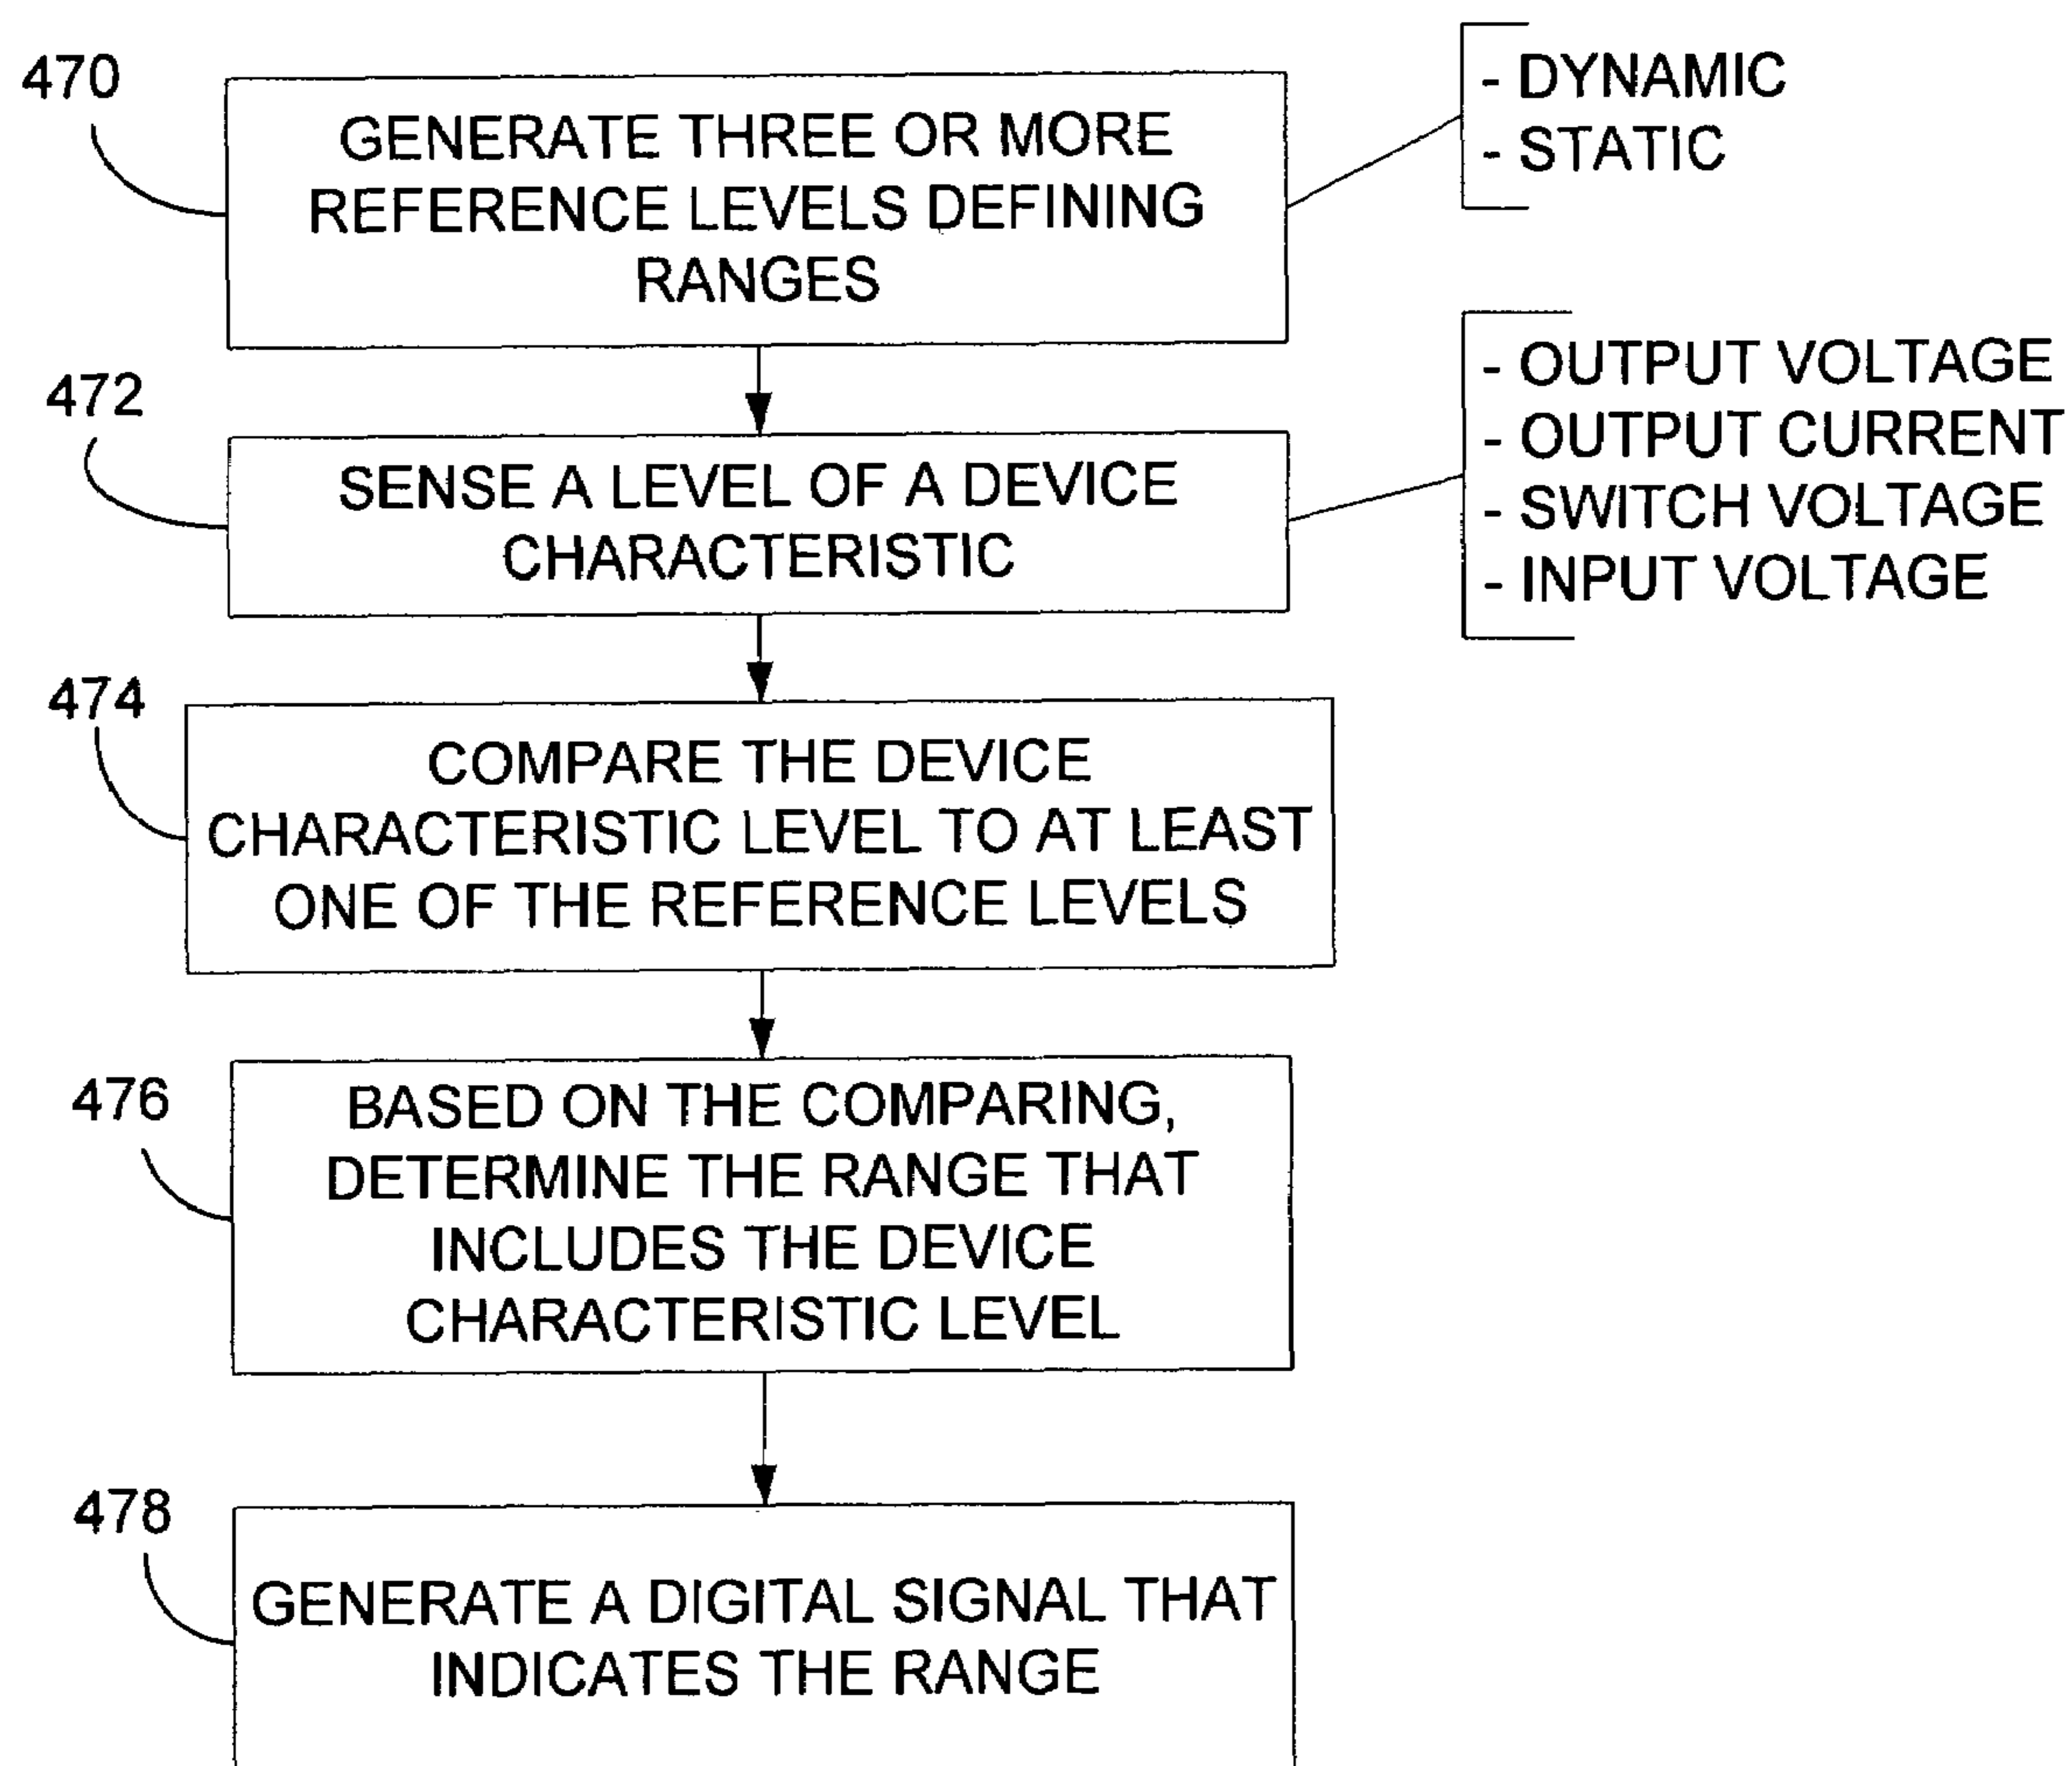 470
GENERATE THREE OR MORE
REFERENCE LEVELS DEFINING
RANGES
- DYNAMIC
- STATIC
472
SENSE A LEVEL OF A DEVICE
CHARACTERISTIC
- OUTPUT VOLTAGE
- OUTPUT CURRENT
- SWITCH VOLTAGE
- INPUT VOLTAGE
474
COMPARE THE DEVICE
CHARACTERISTIC LEVEL TO AT LEAST
ONE OF THE REFERENCE LEVELS
476
BASED ON THE COMPARING,
DETERMINE THE RANGE THAT
INCLUDES THE DEVICE
CHARACTERISTIC LEVEL
478
GENERATE A DIGITAL SIGNAL THAT
INDICATES THE RANGE